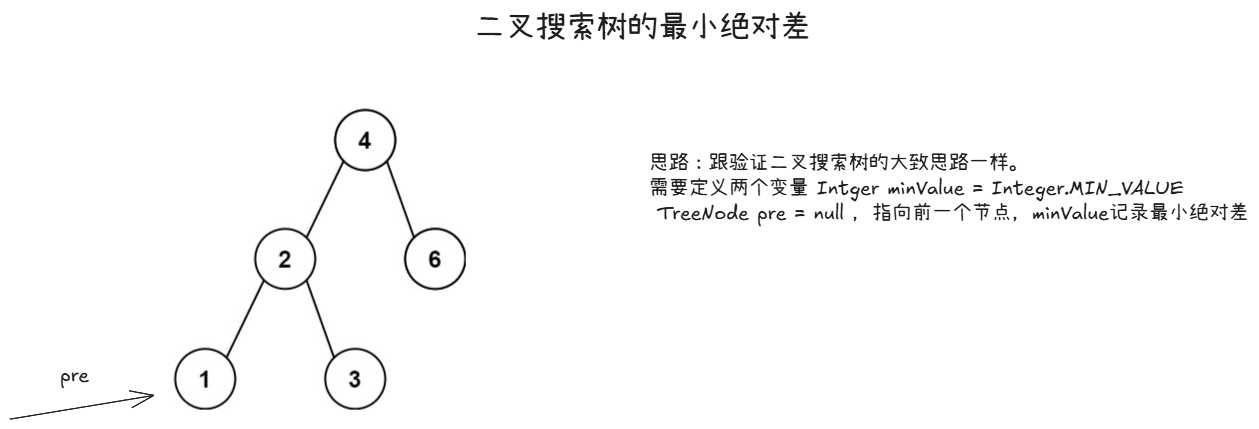 二叉搜索树的最小绝对差
4
思路：跟验证二叉搜索树的大致思路一样。
需要定义两个变量 Intger minValue = Integer.MIN_VALUE
TreeNode pre = null ，指向前一个节点，minValue记录最小绝对差
2
6
pre
1
3